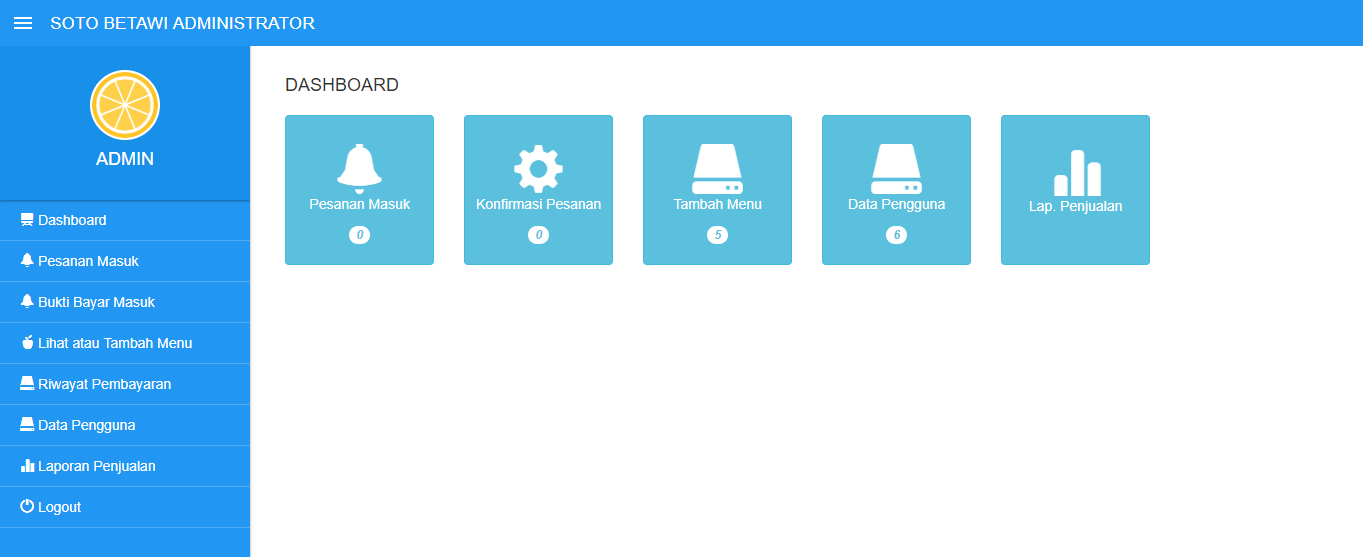 SOTO BETAWI ADMINISTRATOR
ADMIN
Dashboard
Pesanan Masuk
Bukti Bayar Masuk
Lihat atau Tambah Menu
Riwayat Pembayaran
Data Pengguna
Laporan Penjualan
Logout
DASHBOARD
Pesanan Masuk
0
Konfirmasi Pesanan
0
Tambah Menu
5
Data Pengguna
6
Lap. Penjualan